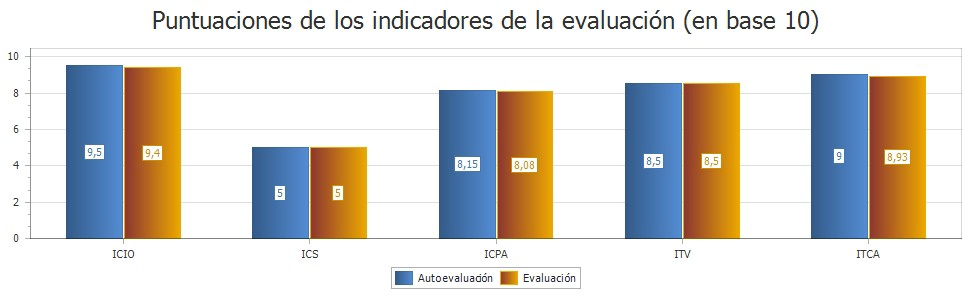 Puntuaciones de los indicadores de la evaluación (en base 10)
10
8
6
4
2
0
9,5
9,4
5
5
8,15
8,08
8,5
8,5
9
8,93
ICIO
ICS
ICPA
ITV
ITCA
Autoevaluación
Evaluación